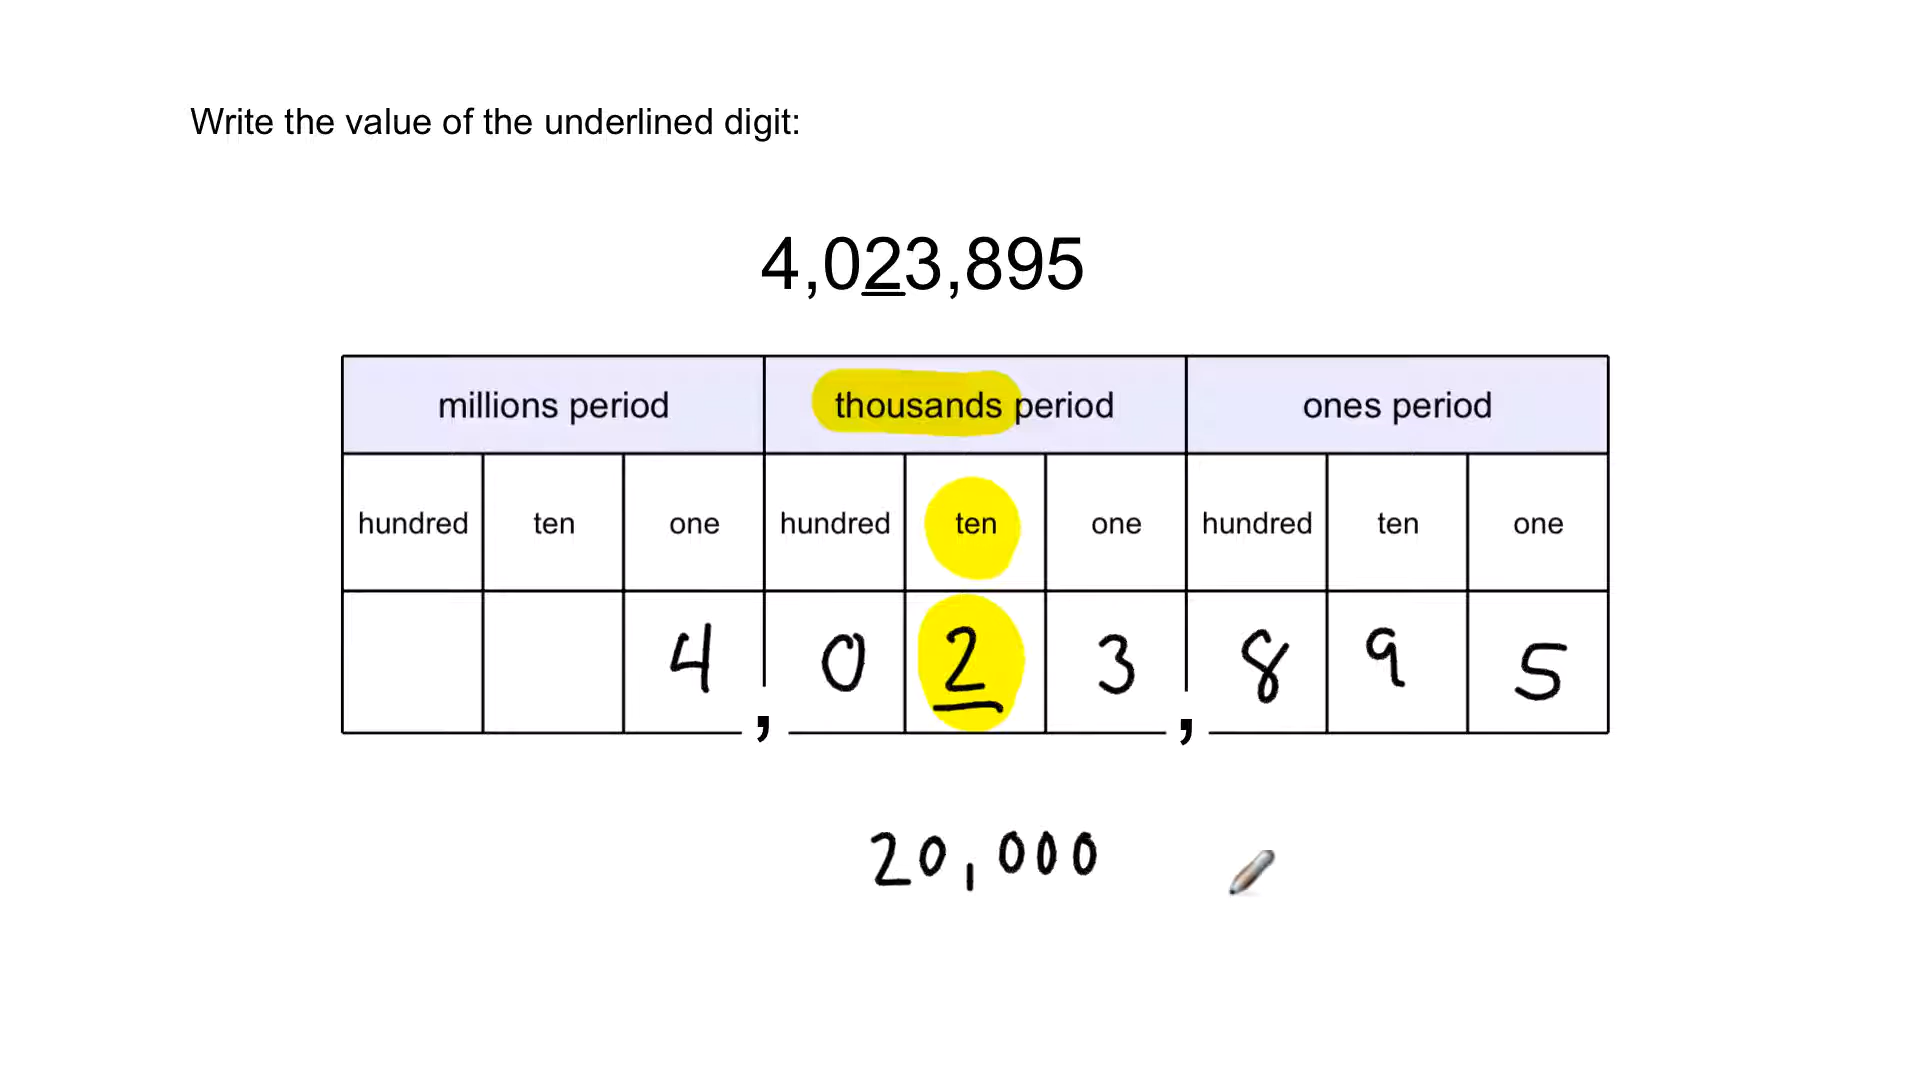 Write the value of the underlined digit:
4,023,895
millions period thousands period ones period
hundred ten one hundred ten one hundred ten one
4 , 0 2 3 , 8 9 5
20,000